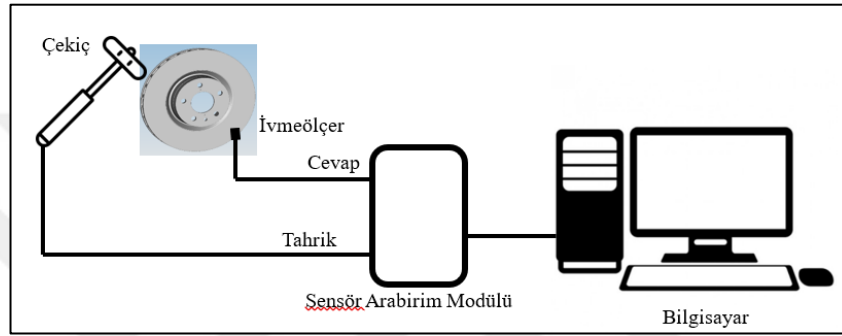 Çekiç
İvmeölçer
Cevap
Tahrik
Sensör Arabirim Modülü
Bilgisayar